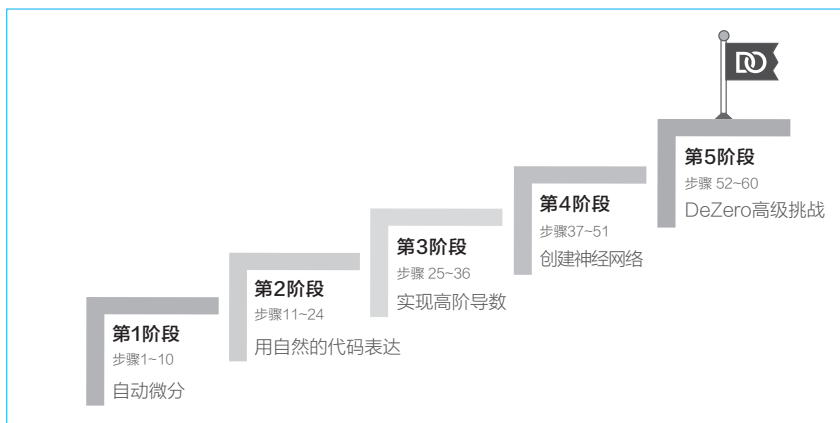 第1阶段
步骤1~10
自动微分
第2阶段
步骤11~24
用自然的代码表达
第3阶段
步骤 25~36
实现高阶导数
第4阶段
步骤37~51
创建神经网络
第5阶段
步骤 52~60
DeZero高级挑战